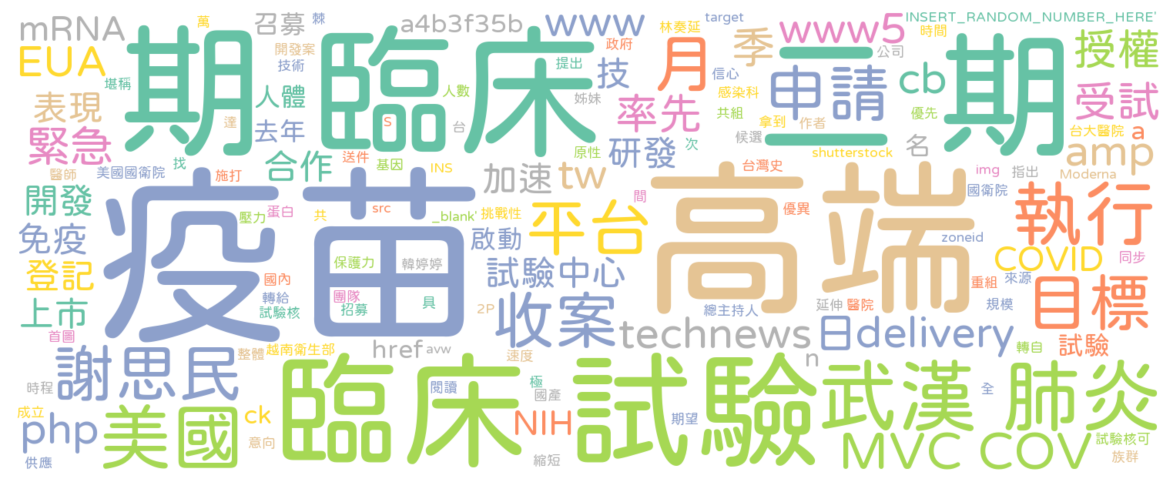 mRNA
EUA
表現
緊急
堪稱
萬
召募
棘
開發案
技術
人體
去年
達
找
合作
醫師
美國國衛院
施打
開發
免疫
登記
上市
首圖
期
臨床
a4b3f35b
www
target
林奏延
政府
提出
技
人數
姊妹
s
台
送件
基因
原性
INS
率先
研發
次
月
信心
感染科
共組
拿到
作者
候選
季
www5
INSERT_RANDOM_NUMBER_HERE'
公司
時間
二
申請
一
cb
優先
shutterstock
名
期
授權
受試
台大醫院
a
amp
Moderna
img
指出
國衛院
疫苗
壓力
蛋白
共
src
_blank'
挑戰性
加速
tw
間
台灣史
優異
平台
啟動
保護力
韓婷婷
國內
轉給
試驗核
團隊
招募
具
2P
試驗中心
收案
高端
zoneid
執行
COVID
同步
重組
來源
目標
規模
總主持人
延伸
醫院
technews
日
delivery
試驗
轉自
謝思民
整體
越南衛生部
href
avw
速度
n
時程
成立
php
供應
美國
ck
意向
臨床試驗
閱讀
極
國產
NIH
縮短
期望
武漢
肺炎
全
MVC
COV
試驗核可
族群